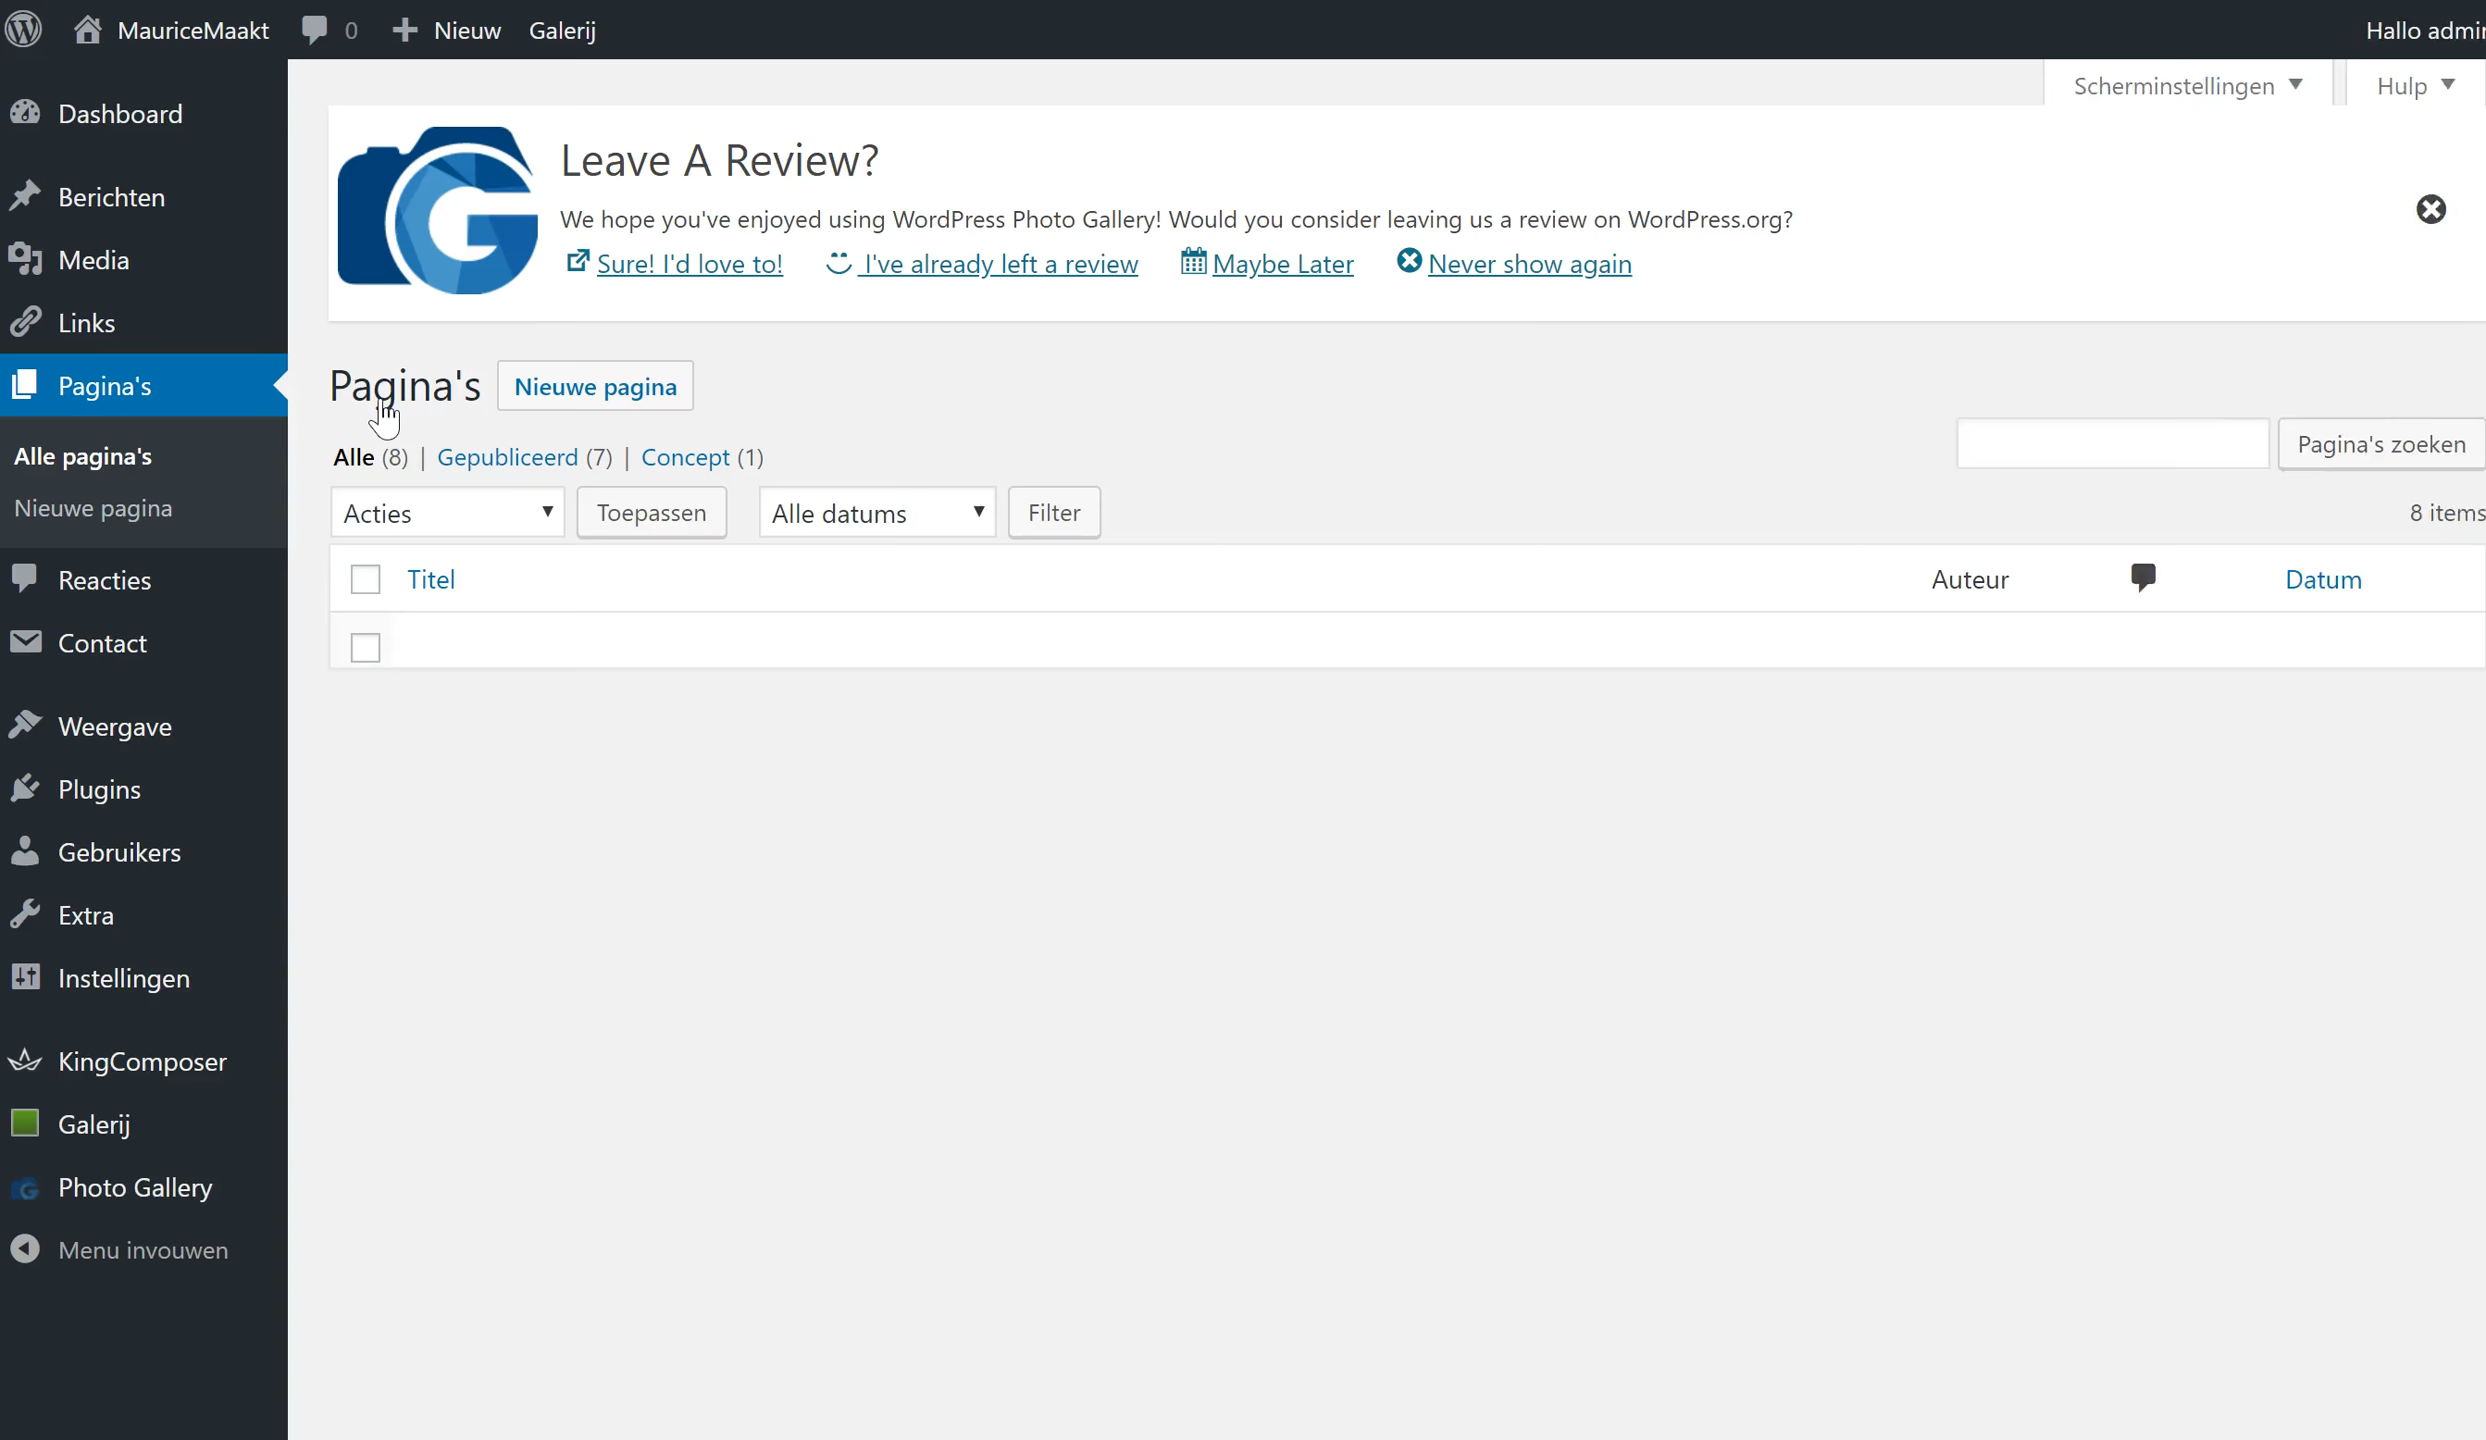 MauriceMaakt 0 Nieuw Galerij Hallo admin
Scherminstellingen Hulp
Dashboard
Berichten
Media
Links
Pagina's
Alle pagina's
Nieuwe pagina
Reacties
Contact
Weergave
Plugins
Gebruikers
Extra
Instellingen
KingComposer
Galerij
Photo Gallery
Menu invouwen
Leave A Review?
We hope you've enjoyed using WordPress Photo Gallery! Would you consider leaving us a review on WordPress.org?
Sure! I'd love to! I've already left a review Maybe Later Never show again
Pagina's Nieuwe pagina
Alle (8) | Gepubliceerd (7) | Concept (1)
Pagina's zoeken
Acties Toepassen Alle datums Filter 8 items
Titel Auteur Datum